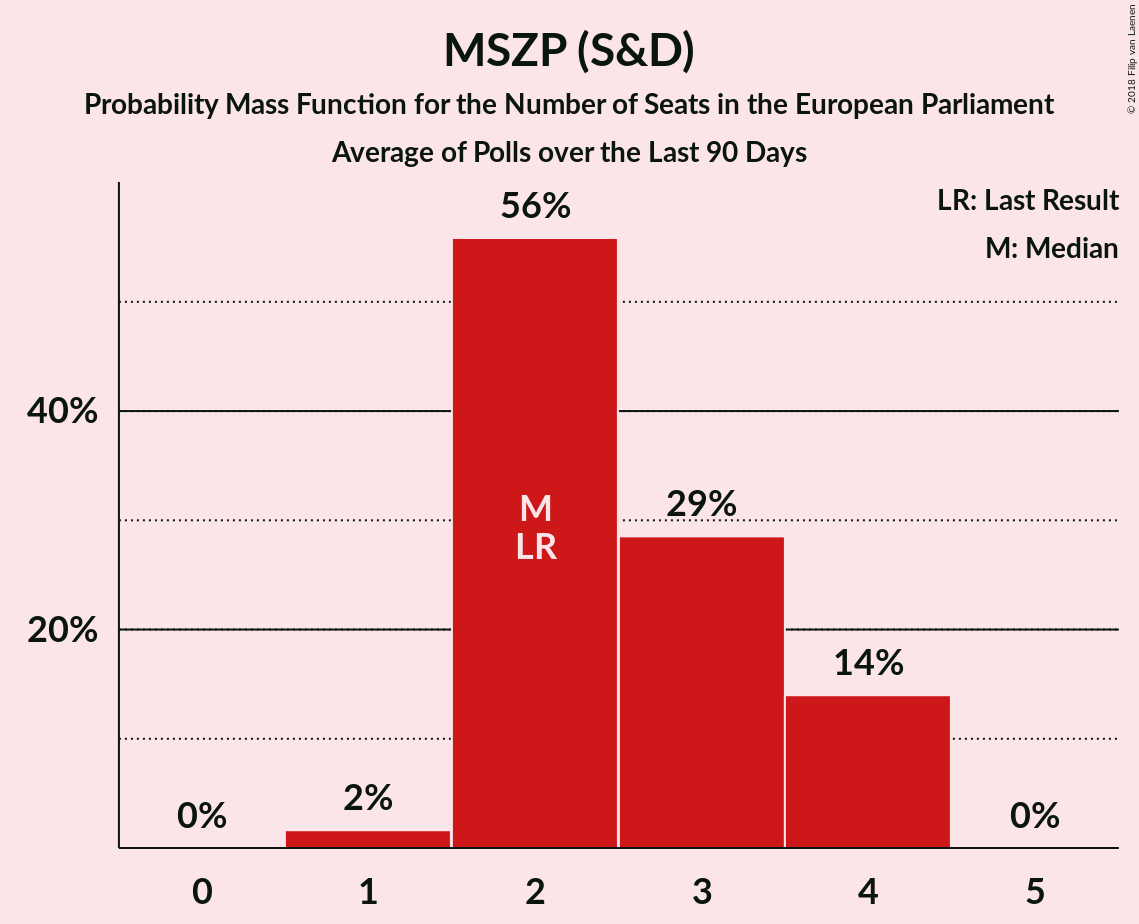 MSZP (S&D)
Probability Mass Function for the Number of Seats in the European Parliament
Average of Polls over the Last 90 Days
© 2018 Filip van Laenen
LR: Last Result
M: Median
56%
40%
M
LR
29%
20%
14%
2%
0%
0%
0 1 2 3 4 5